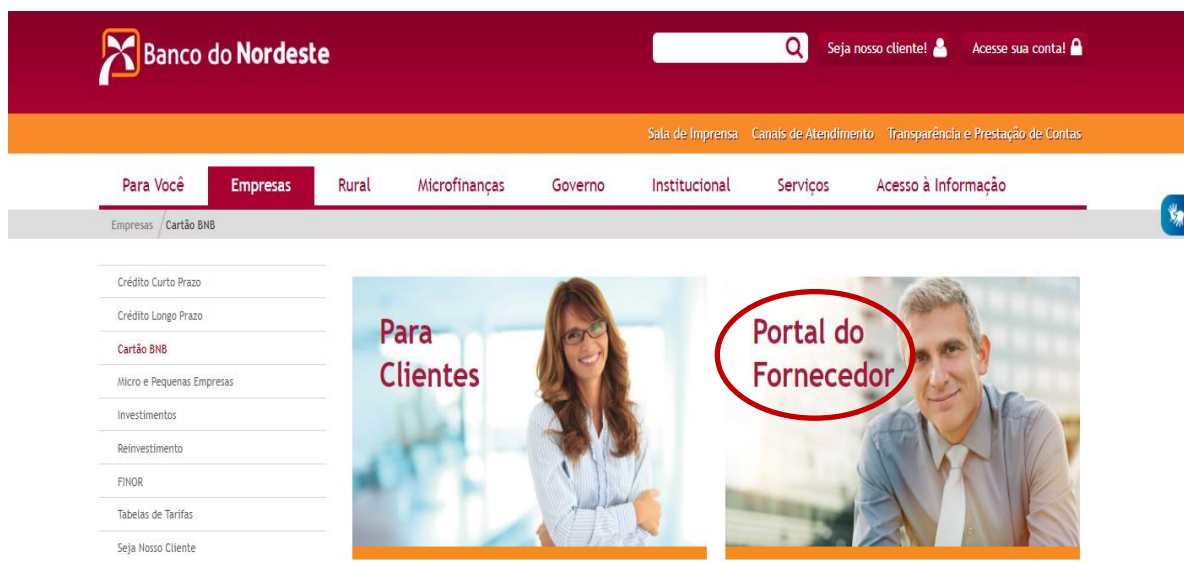 Banco do Nordeste
Seja nosso cliente!
Acesse sua conta!
Sala de Imprensa Canais de Atendimento Transparência e Prestação de Contas
Para Você Empresas Rural Microfinanças Governo Institucional Serviços Acesso à Informação
Empresas / Cartão BNB
Crédito Curto Prazo
Crédito Longo Prazo
Cartão BNB
Micro e Pequenas Empresas
Investimentos
Reinvestimento
FINOR
Tabelas de Tarifas
Seja Nosso Cliente
Para
Clientes
Portal do
Fornecedor